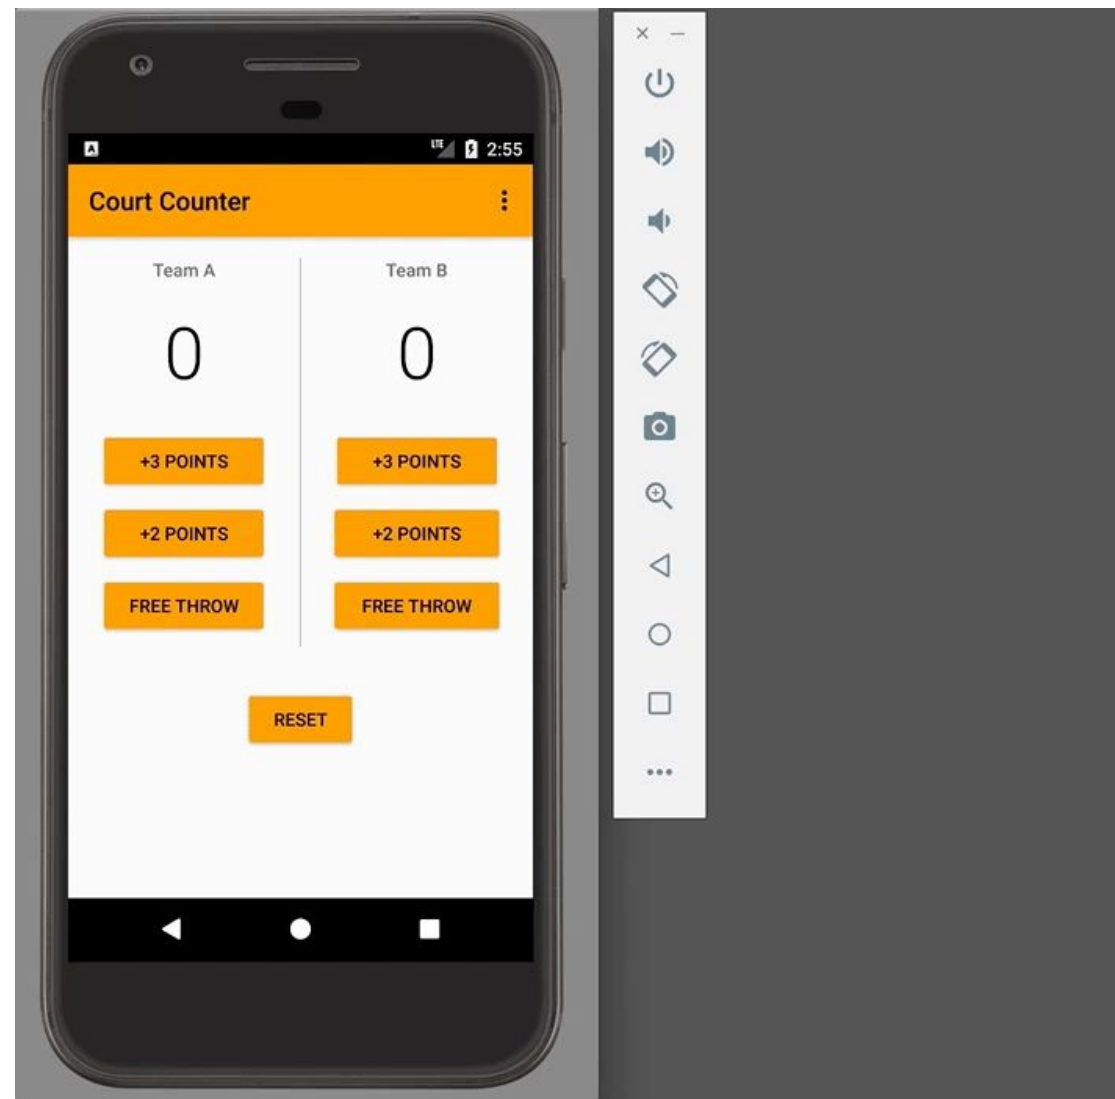 LTE 2:55
Court Counter
Team A Team B
0 0
+3 POINTS +3 POINTS
+2 POINTS +2 POINTS
FREE THROW FREE THROW
RESET